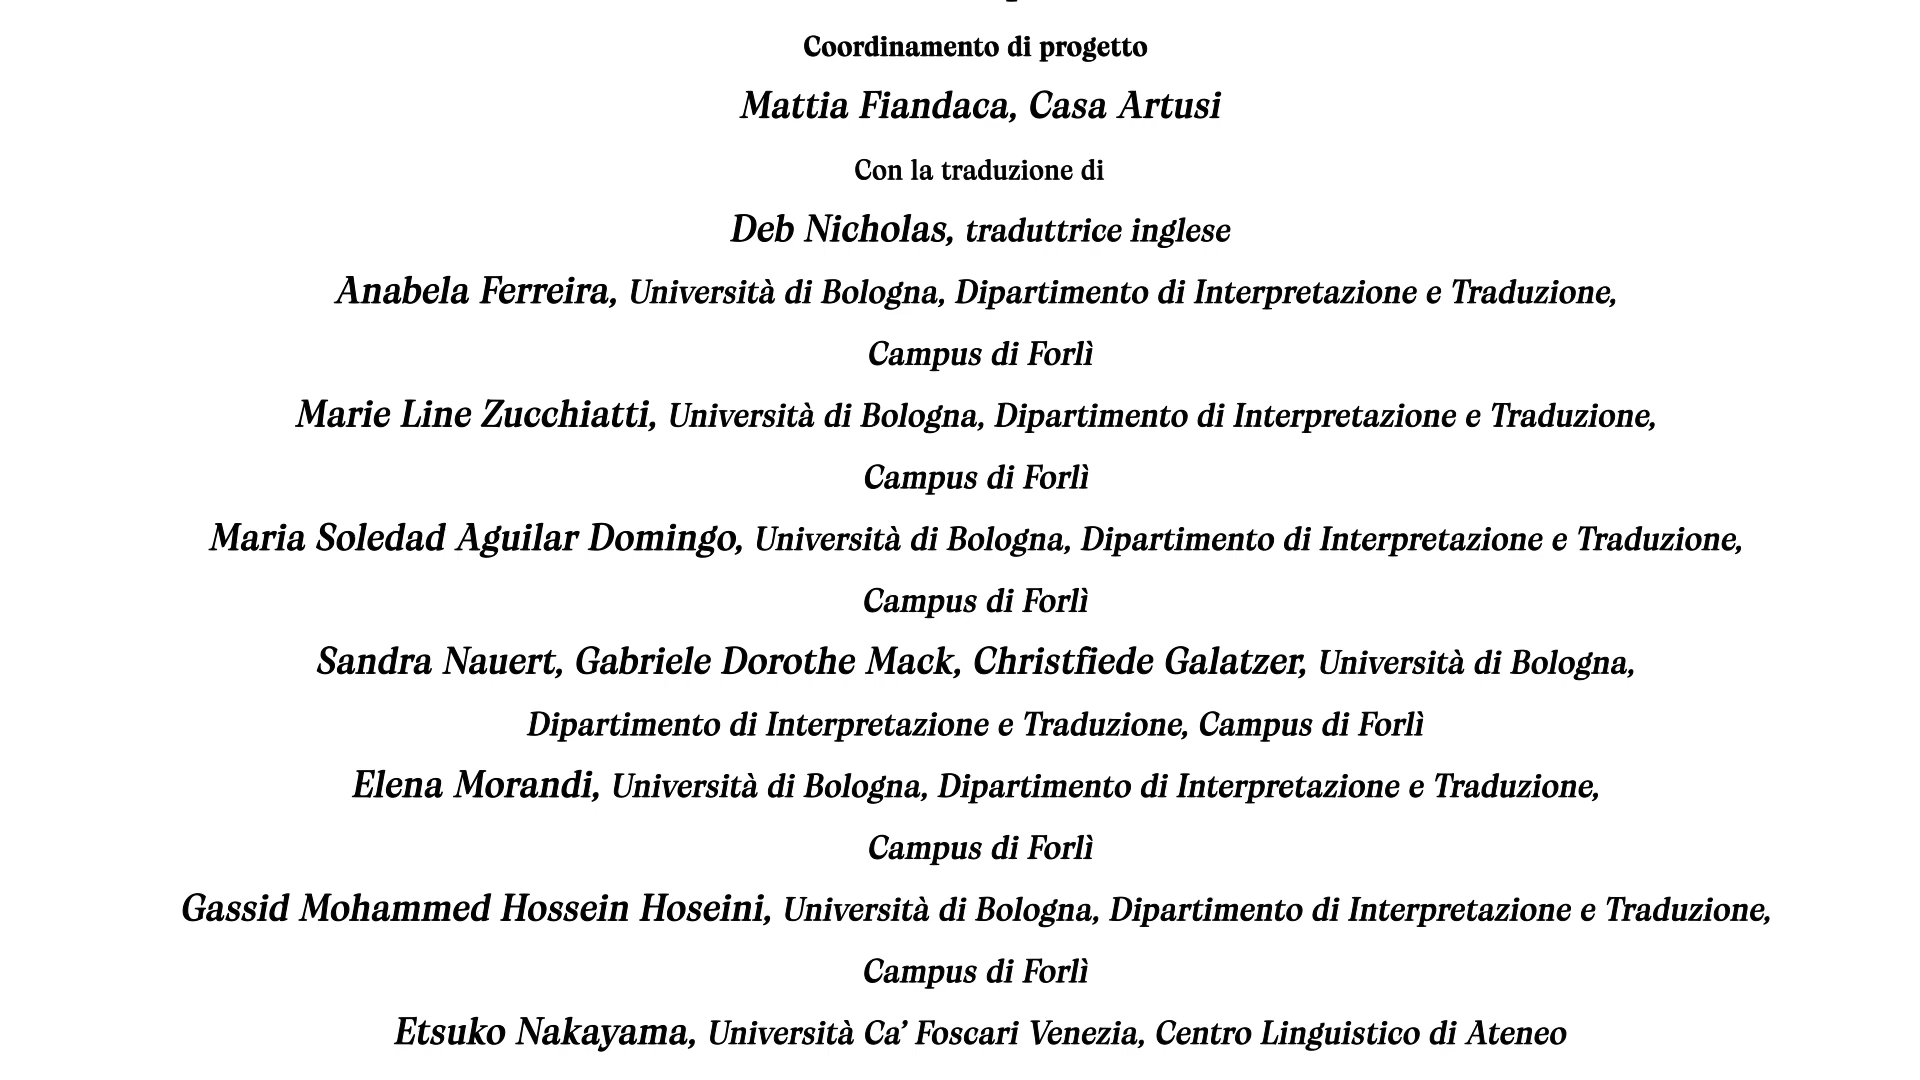 Coordinamento di progetto
Mattia Fiandaca, Casa Artusi
Con la traduzione di
Deb Nicholas, traduttrice inglese
Anabela Ferreira, Università di Bologna, Dipartimento di Interpretazione e Traduzione,
Campus di Forlì
Marie Line Zucchiatti, Università di Bologna, Dipartimento di Interpretazione e Traduzione,
Campus di Forlì
Maria Soledad Aguilar Domingo, Università di Bologna, Dipartimento di Interpretazione e Traduzione,
Campus di Forlì
Sandra Nauert, Gabriele Dorothe Mack, Christfiede Galatzer, Università di Bologna,
Dipartimento di Interpretazione e Traduzione, Campus di Forlì
Elena Morandi, Università di Bologna, Dipartimento di Interpretazione e Traduzione,
Campus di Forlì
Gassid Mohammed Hossein Hoseini, Università di Bologna, Dipartimento di Interpretazione e Traduzione,
Campus di Forlì
Etsuko Nakayama, Università Ca’ Foscari Venezia, Centro Linguistico di Ateneo